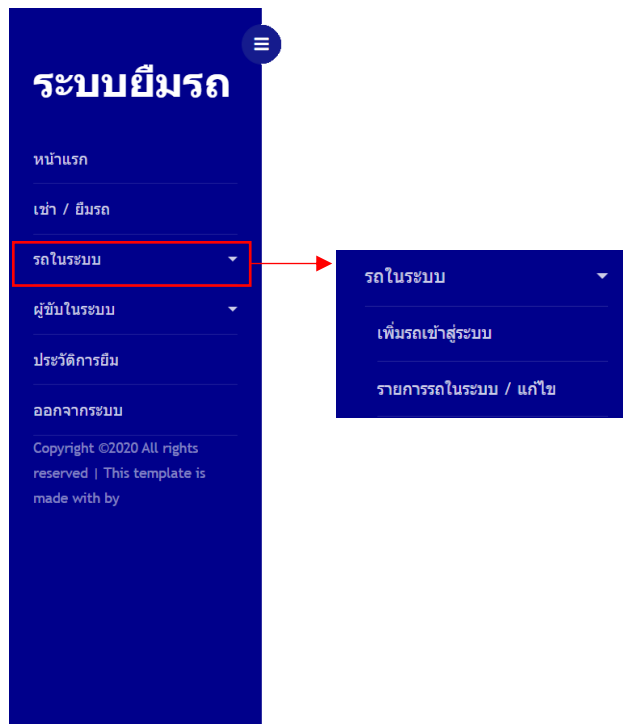 ระบบยืมรถ
หน้าแรก
เช่า / ยืมรถ
รถในระบบ
ผู้ขับในระบบ
ประวัติการยืม
ออกจากระบบ
Copyright ©2020 All rights
reserved | This template is
made with by
รถในระบบ
เพิ่มรถเข้าสู่ระบบ
รายการรถในระบบ / แก้ไข